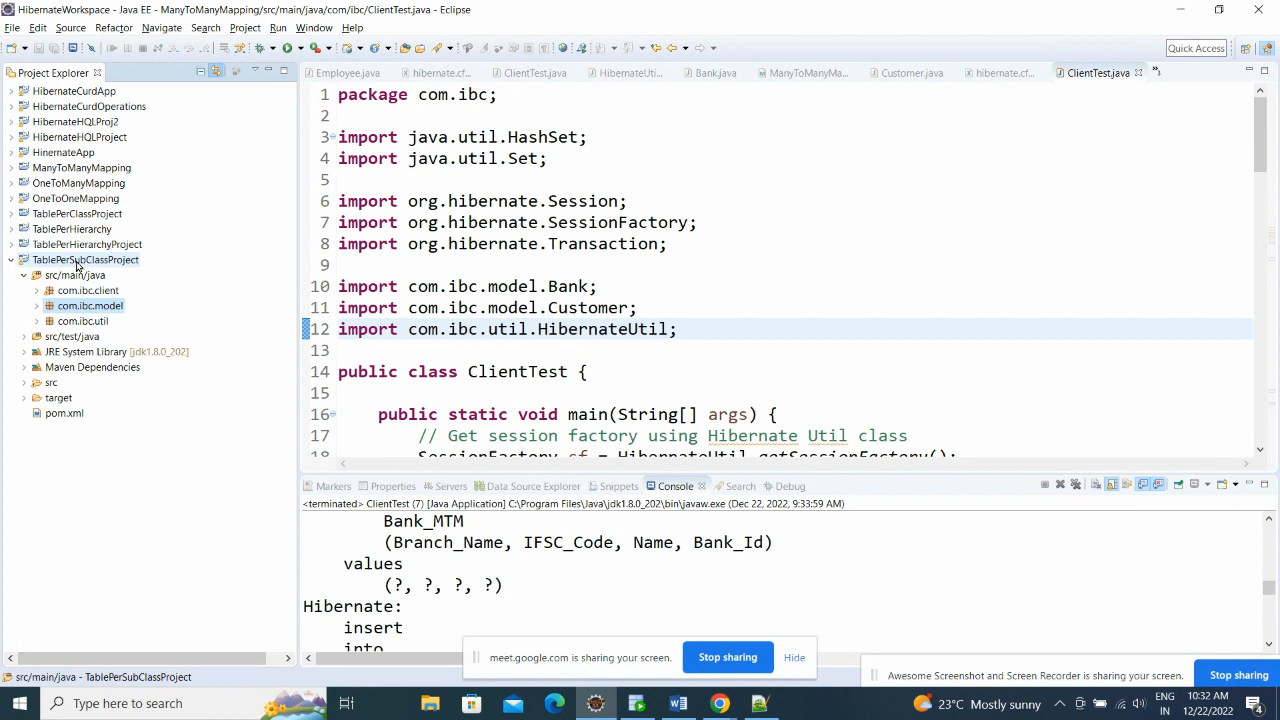 HibernateWorkspace - Java EE - ManyToManyMapping/src/main/java/com/ibc/ClientTest.java - Eclipse
File Edit Source Refactor Navigate Search Project Run Window Help
Quick Access
Project Explorer
HibernateCurdApp
HibernateCurdOperations
HibernateHQLProj2
HibernateHQLProject
HinernateApp
ManyToManyMapping
OneToManyMapping
OneToOneMapping
TablePerClassProject
TablePerHierarchy
TablePerHierarchyProject
TablePerSubClassProject
src/main/java
com.ibc.client
com.ibc.model
com.ibc.util
src/test/java
JRE System Library [jdk1.8.0_202]
Maven Dependencies
src
target
pom.xml
Employee.java hibernate.cf... ClientTest.java HibernateUti... Bank.java ManyToManyMa... Customer.java hibernate.cf... ClientTest.java
1 package com.ibc;
2
3 import java.util.HashSet;
4 import java.util.Set;
5
6 import org.hibernate.Session;
7 import org.hibernate.SessionFactory;
8 import org.hibernate.Transaction;
9
10 import com.ibc.model.Bank;
11 import com.ibc.model.Customer;
12 import com.ibc.util.HibernateUtil;
13
14 public class ClientTest {
15
16 public static void main(String[] args) {
17 // Get session factory using Hibernate Util class
18 SessionFactory sf = HibernateUtil.getSessionFactory();
Markers Properties Servers Data Source Explorer Snippets Console Search Debug
<terminated> ClientTest (7) [Java Application] C:\Program Files\Java\jdk1.8.0_202\bin\javaw.exe (Dec 22, 2022, 9:33:59 AM)
Bank_MTM
(Branch_Name, IFSC_Code, Name, Bank_Id)
values
(?, ?, ?, ?)
Hibernate:
insert
into
meet.google.com is sharing your screen. Stop sharing Hide
Awesome Screenshot and Screen Recorder is sharing your screen. Stop sharing
src/main/java - TablePerSubClassProject
Type here to search
23°C Mostly sunny
ENG
IN
10:32 AM
12/22/2022
4